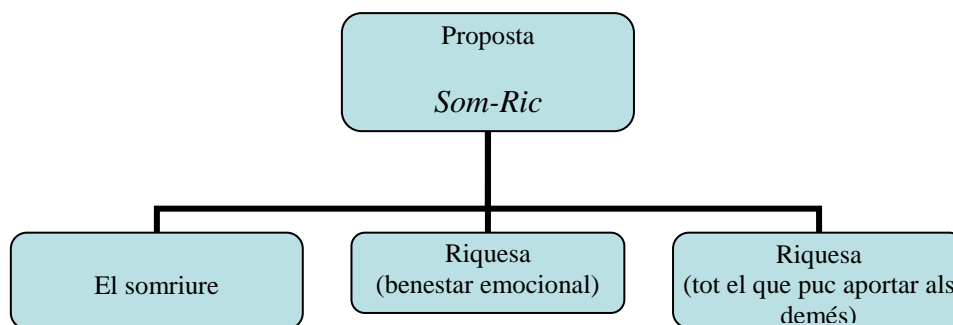 Proposta
Som-Ric
El somriure
Riquesa
(benestar emocional)
Riquesa
(tot el que puc aportar als
demés)